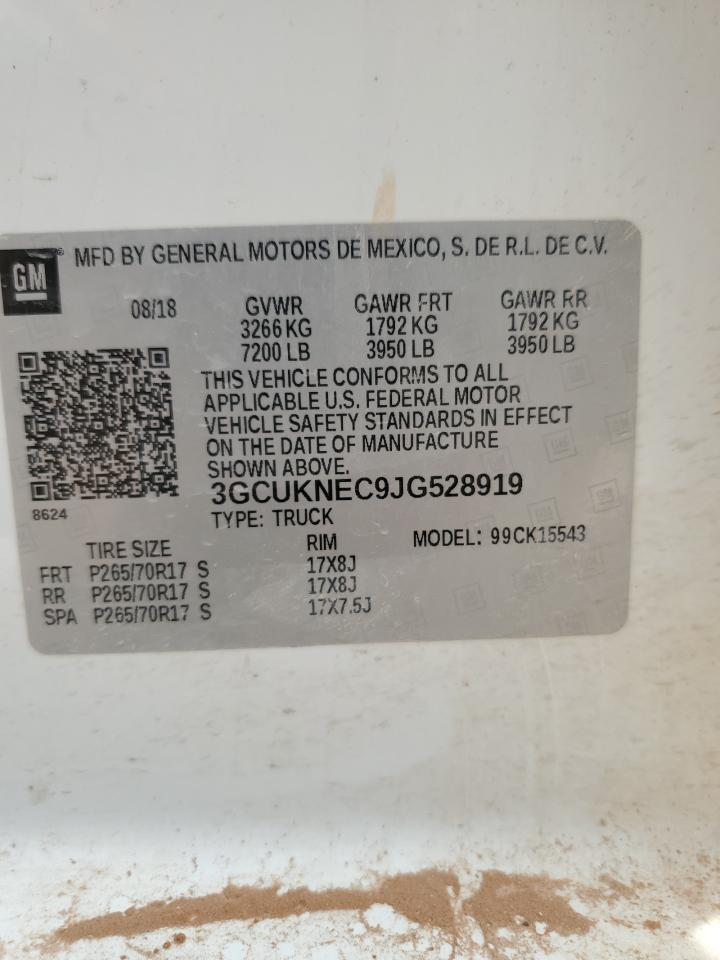 GM® MFD BY GENERAL MOTORS DE MEXICO, S. DE R.L. DE C.V.
08/18 GVWR GAWR FRT GAWR RR
3266 KG 1792 KG 1792 KG
7200 LB 3950 LB 3950 LB
THIS VEHICLE CONFORMS TO ALL
APPLICABLE U.S. FEDERAL MOTOR
VEHICLE SAFETY STANDARDS IN EFFECT
ON THE DATE OF MANUFACTURE
SHOWN ABOVE.
3GCUKNEC9JG528919
8624
TYPE: TRUCK
TIRE SIZE RIM MODEL: 99CK15543
FRT P265/70R17 S 17X8J
RR P265/70R17 S 17X8J
SPA P265/70R17 S 17X7.5J